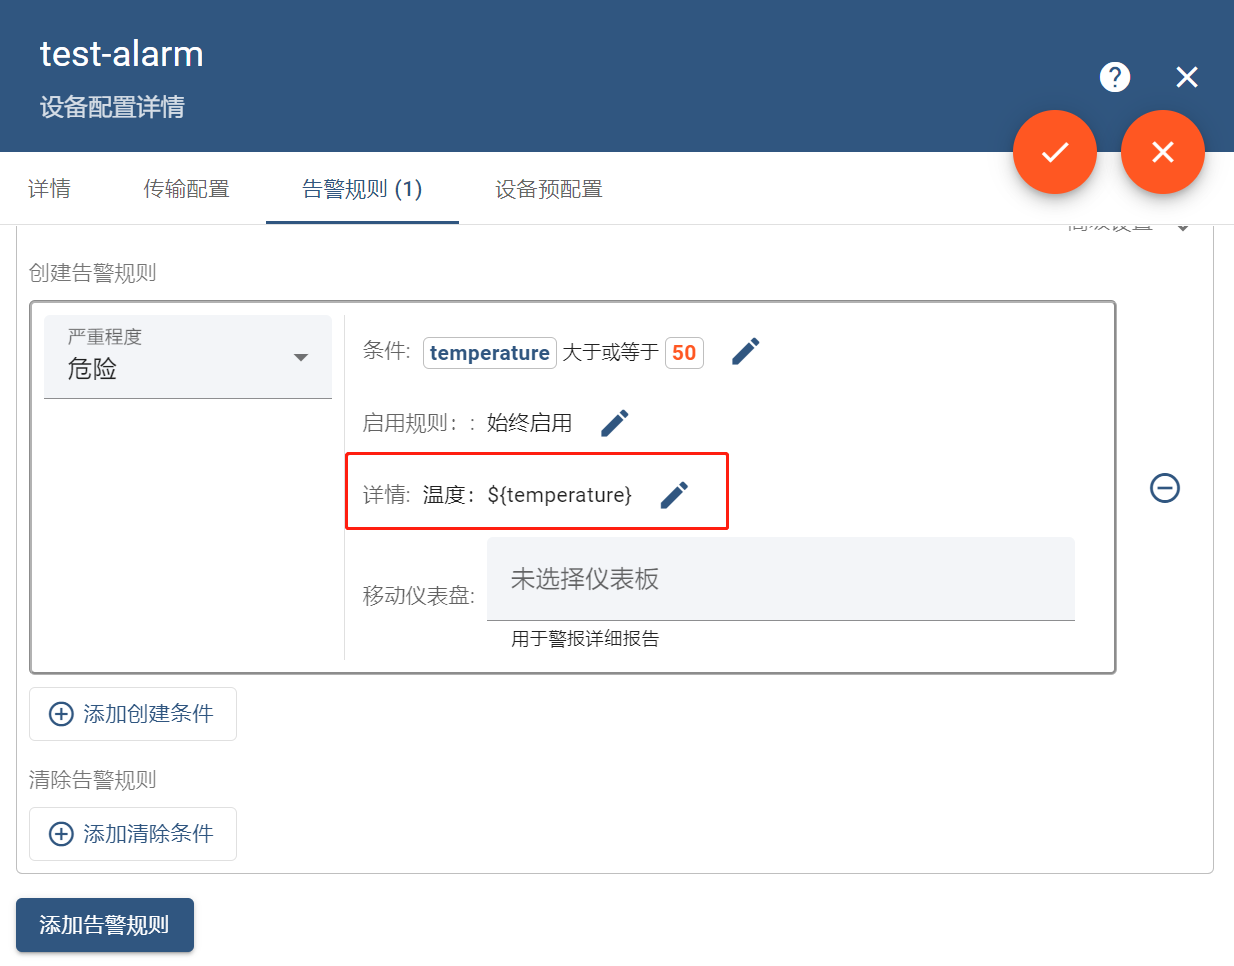 test-alarm
设备配置详情
详情 传输配置 告警规则 (1) 设备预配置
创建告警规则
严重程度
危险
条件: temperature 大于或等于 50
启用规则：: 始终启用
详情: 温度：${temperature}
移动仪表盘: 未选择仪表板
用于警报详细报告
添加创建条件
清除告警规则
添加清除条件
添加告警规则